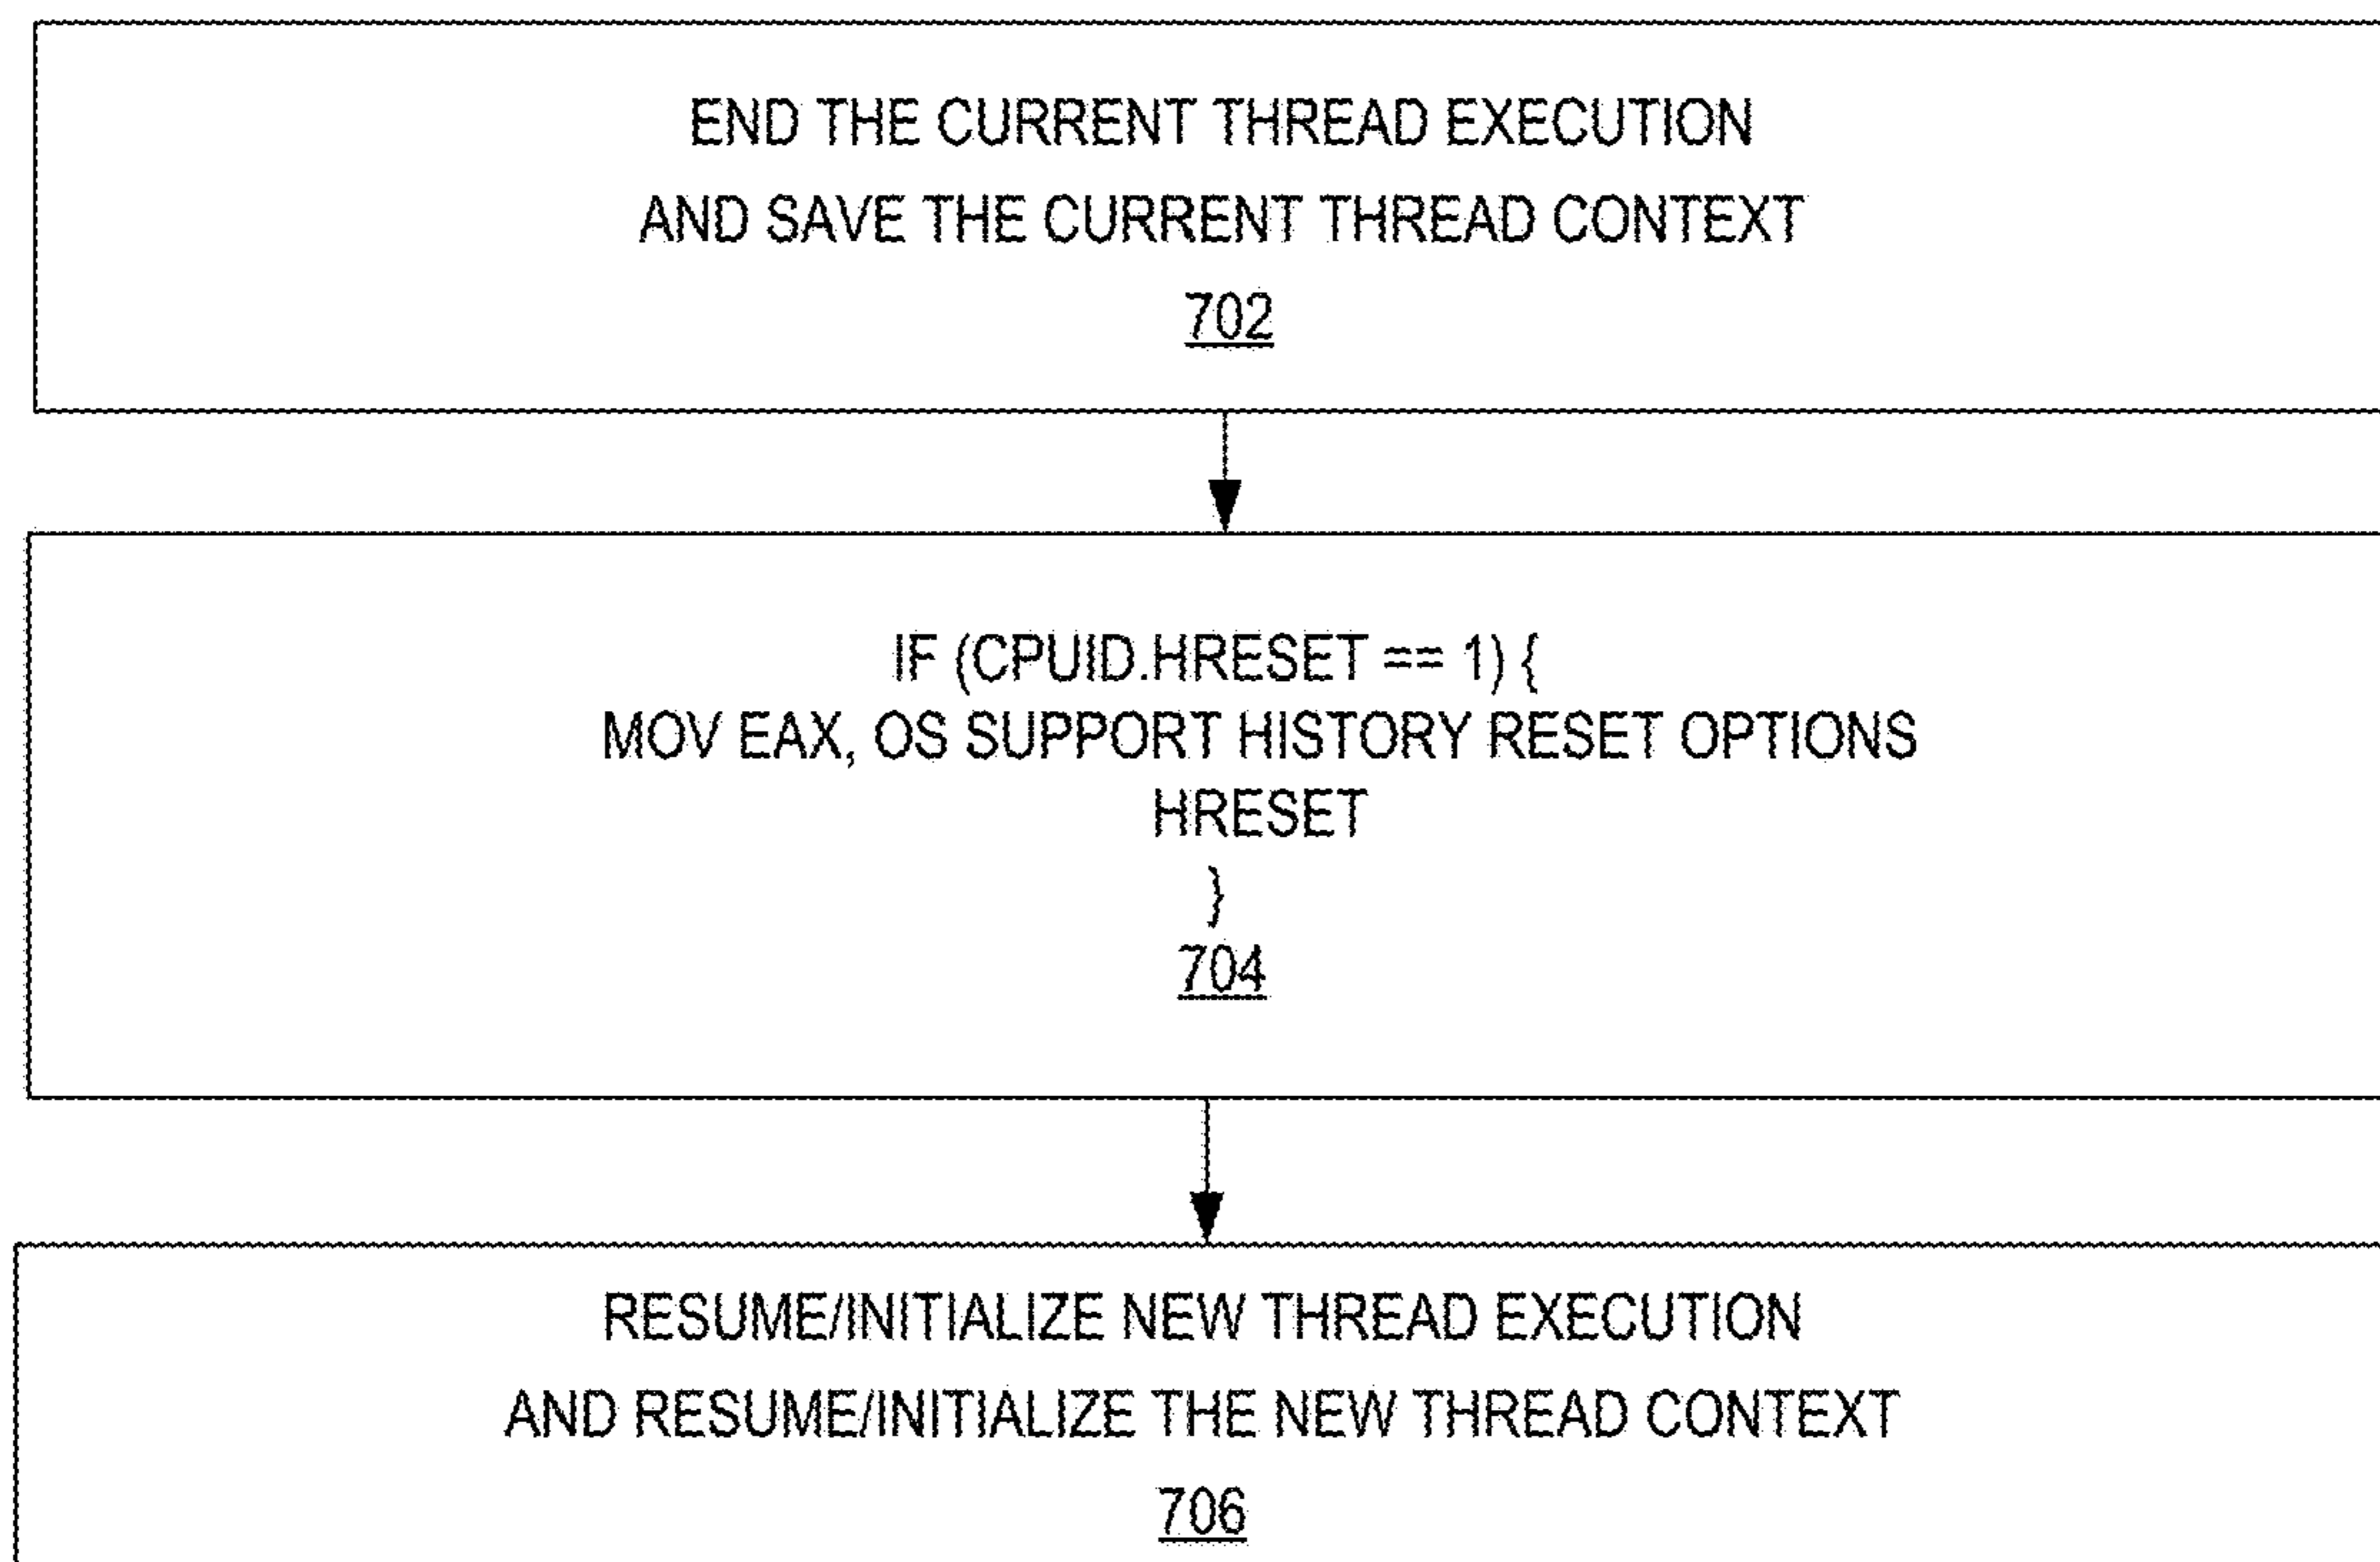 END THE CURRENT THREAD EXECUTION
AND SAVE THE CURRENT THREAD CONTEXT
702
IF (CPUID.HRESET == 1) {
MOV EAX, OS SUPPORT HISTORY RESET OPTIONS
HRESET
}
704
RESUME/INITIALIZE NEW THREAD EXECUTION
AND RESUME/INITIALIZE THE NEW THREAD CONTEXT
706